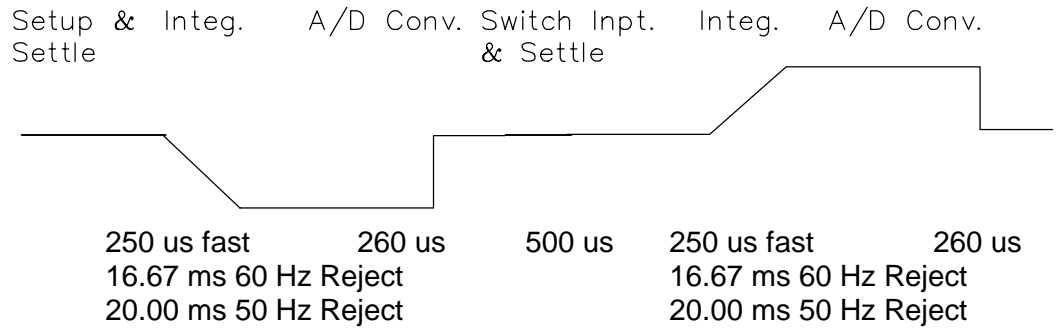 Setup & Integ. A/D Conv. Switch Inpt. Integ. A/D Conv.
Settle & Settle
250 us fast 260 us 500 us 250 us fast 260 us
16.67 ms 60 Hz Reject 16.67 ms 60 Hz Reject
20.00 ms 50 Hz Reject 20.00 ms 50 Hz Reject